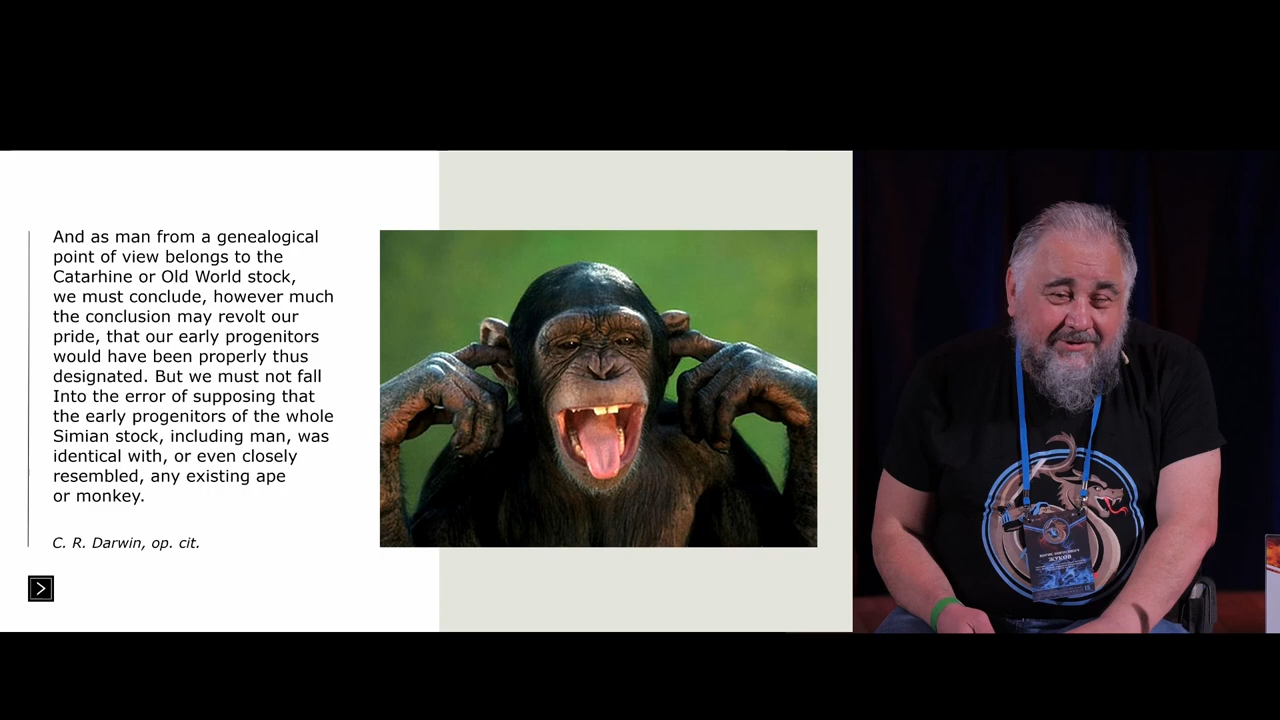 And as man from a genealogical
point of view belongs to the
Catarhine or Old World stock,
we must conclude, however much
the conclusion may revolt our
pride, that our early progenitors
would have been properly thus
designated. But we must not fall
Into the error of supposing that
the early progenitors of the whole
Simian stock, including man, was
identical with, or even closely
resembled, any existing ape
or monkey.
C. R. Darwin, op. cit.